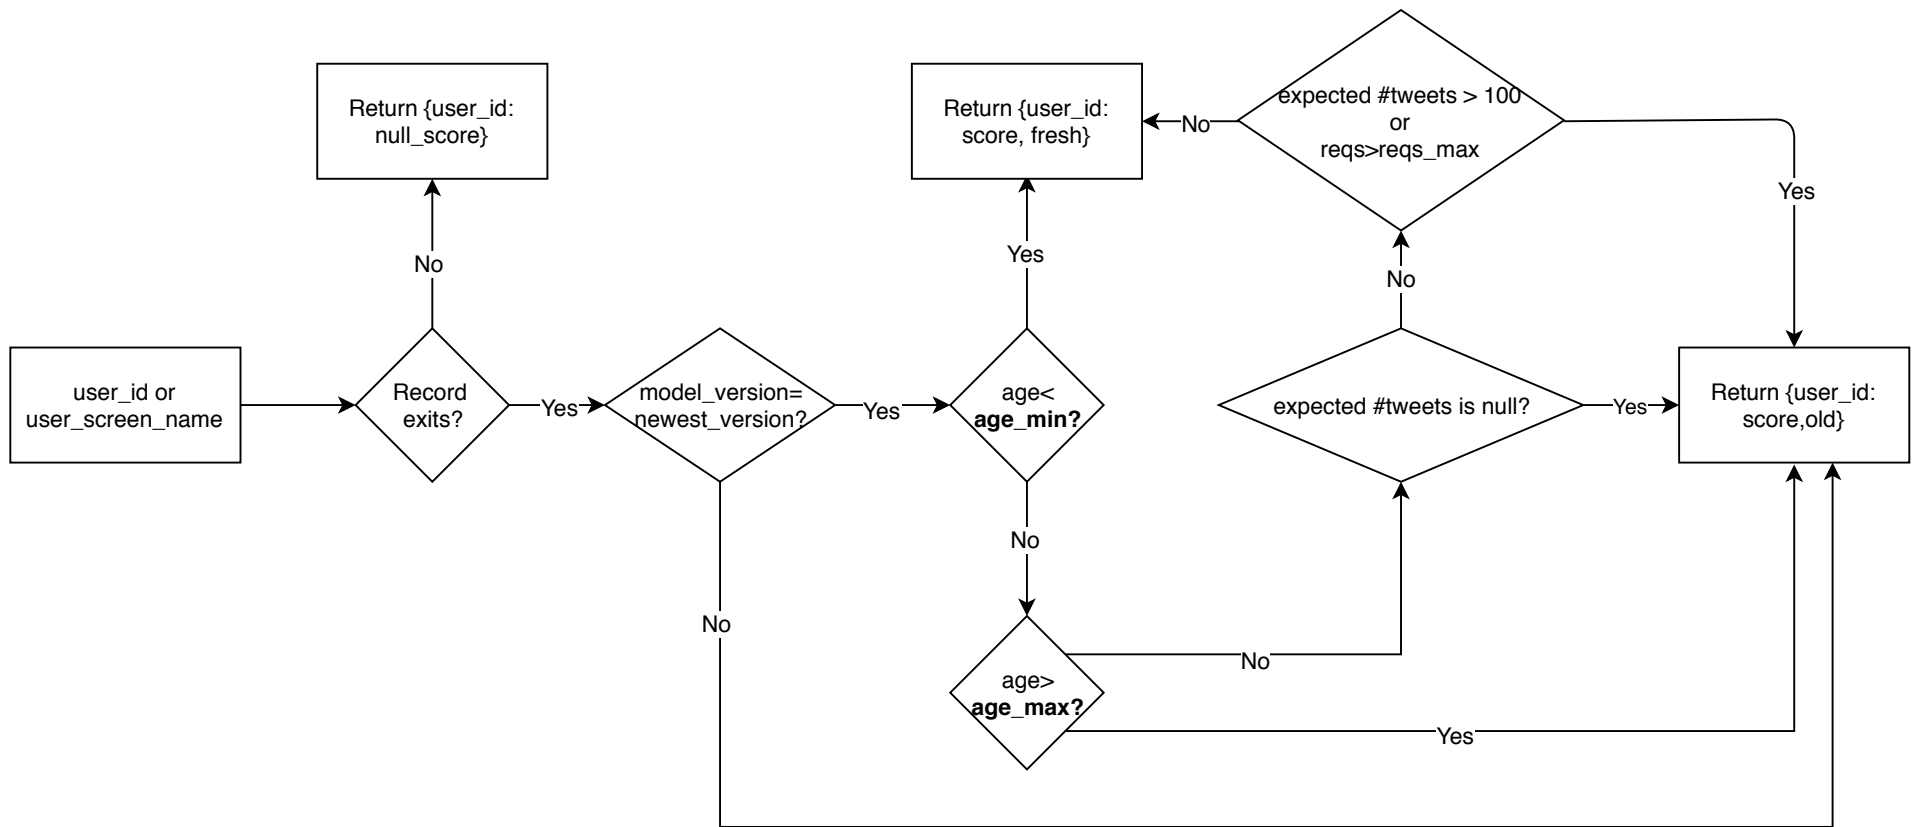 Return {user_id:
null_score}
Return {user_id:
score, fresh}
expected #tweets > 100
or
reqs>reqs_max
No
Yes
No
Yes
No
user_id or
user_screen_name
Record
exits?
Yes
model_version=
newest_version?
Yes
age<
age_min?
expected #tweets is null?
Yes
Return {user_id:
score,old}
No
No
No
age>
age_max?
Yes